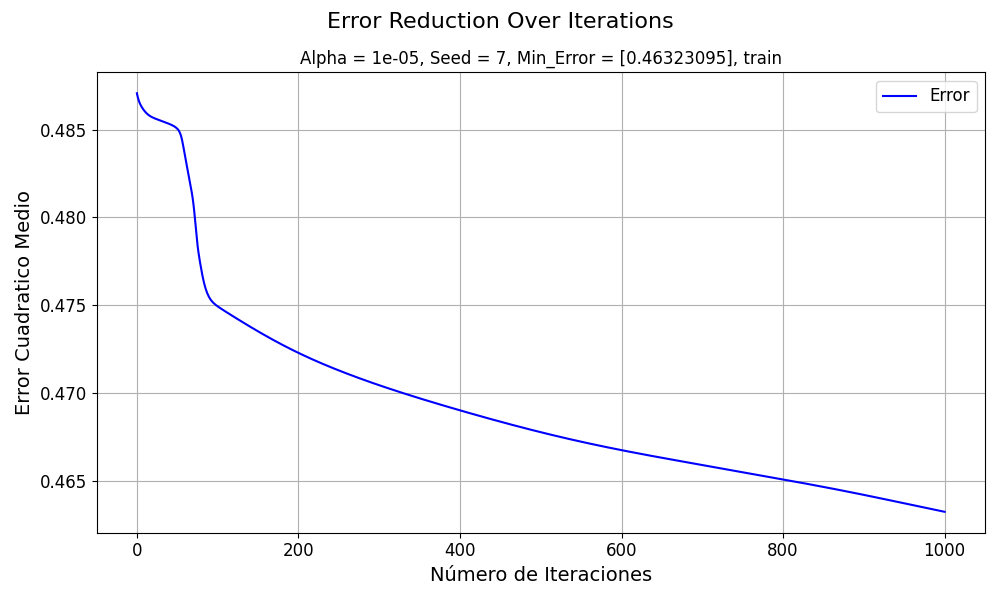 Error Reduction Over Iterations
Alpha = 1e-05, Seed = 7, Min_Error = [0.46323095], train
Error
0.485
0.480
0.475
0.470
0.465
Error Cuadratico Medio
0 200 400 600 800 1000
Número de Iteraciones